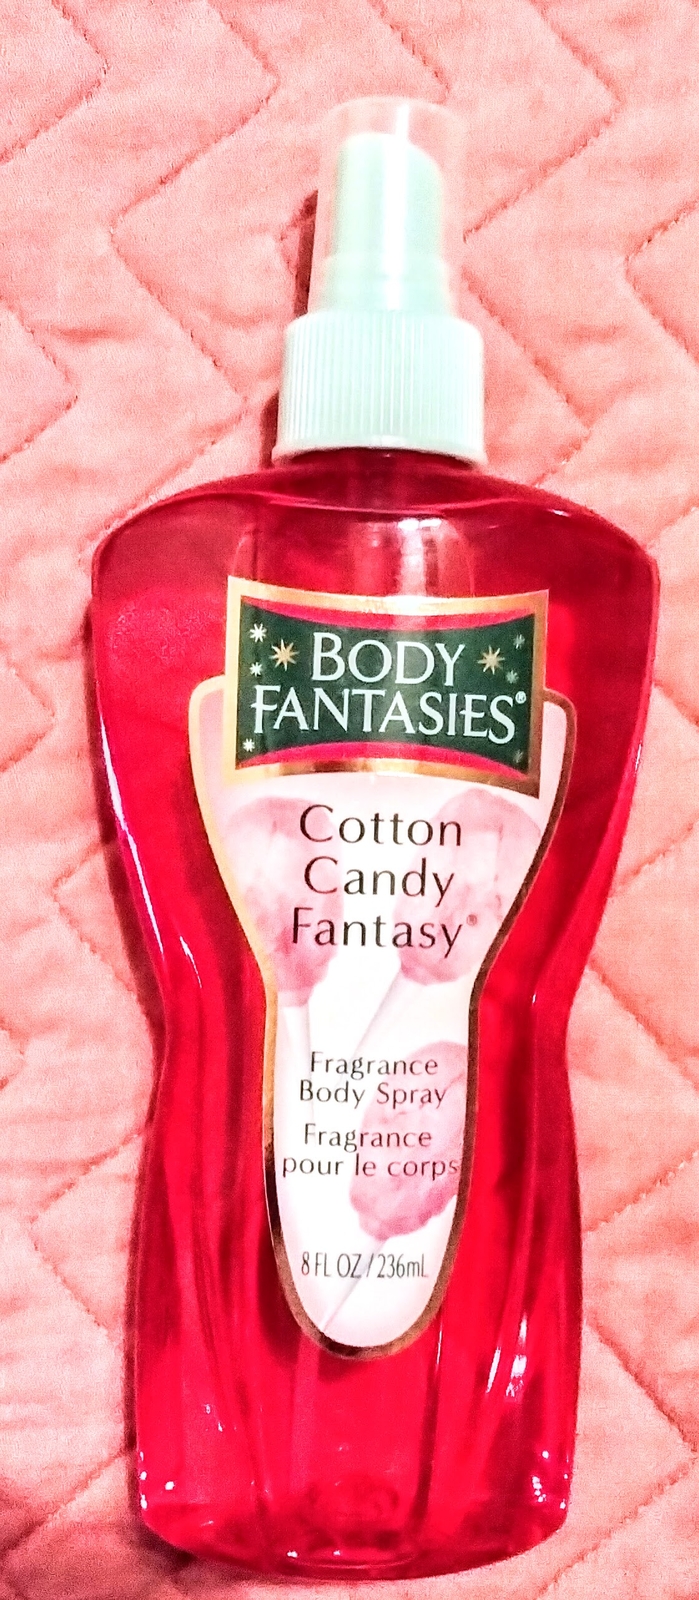 BODY
FANTASIES®
Cotton
Candy
Fantasy®
Fragrance
Body Spray
Fragrance
pour le corps
8 FL OZ / 236mL